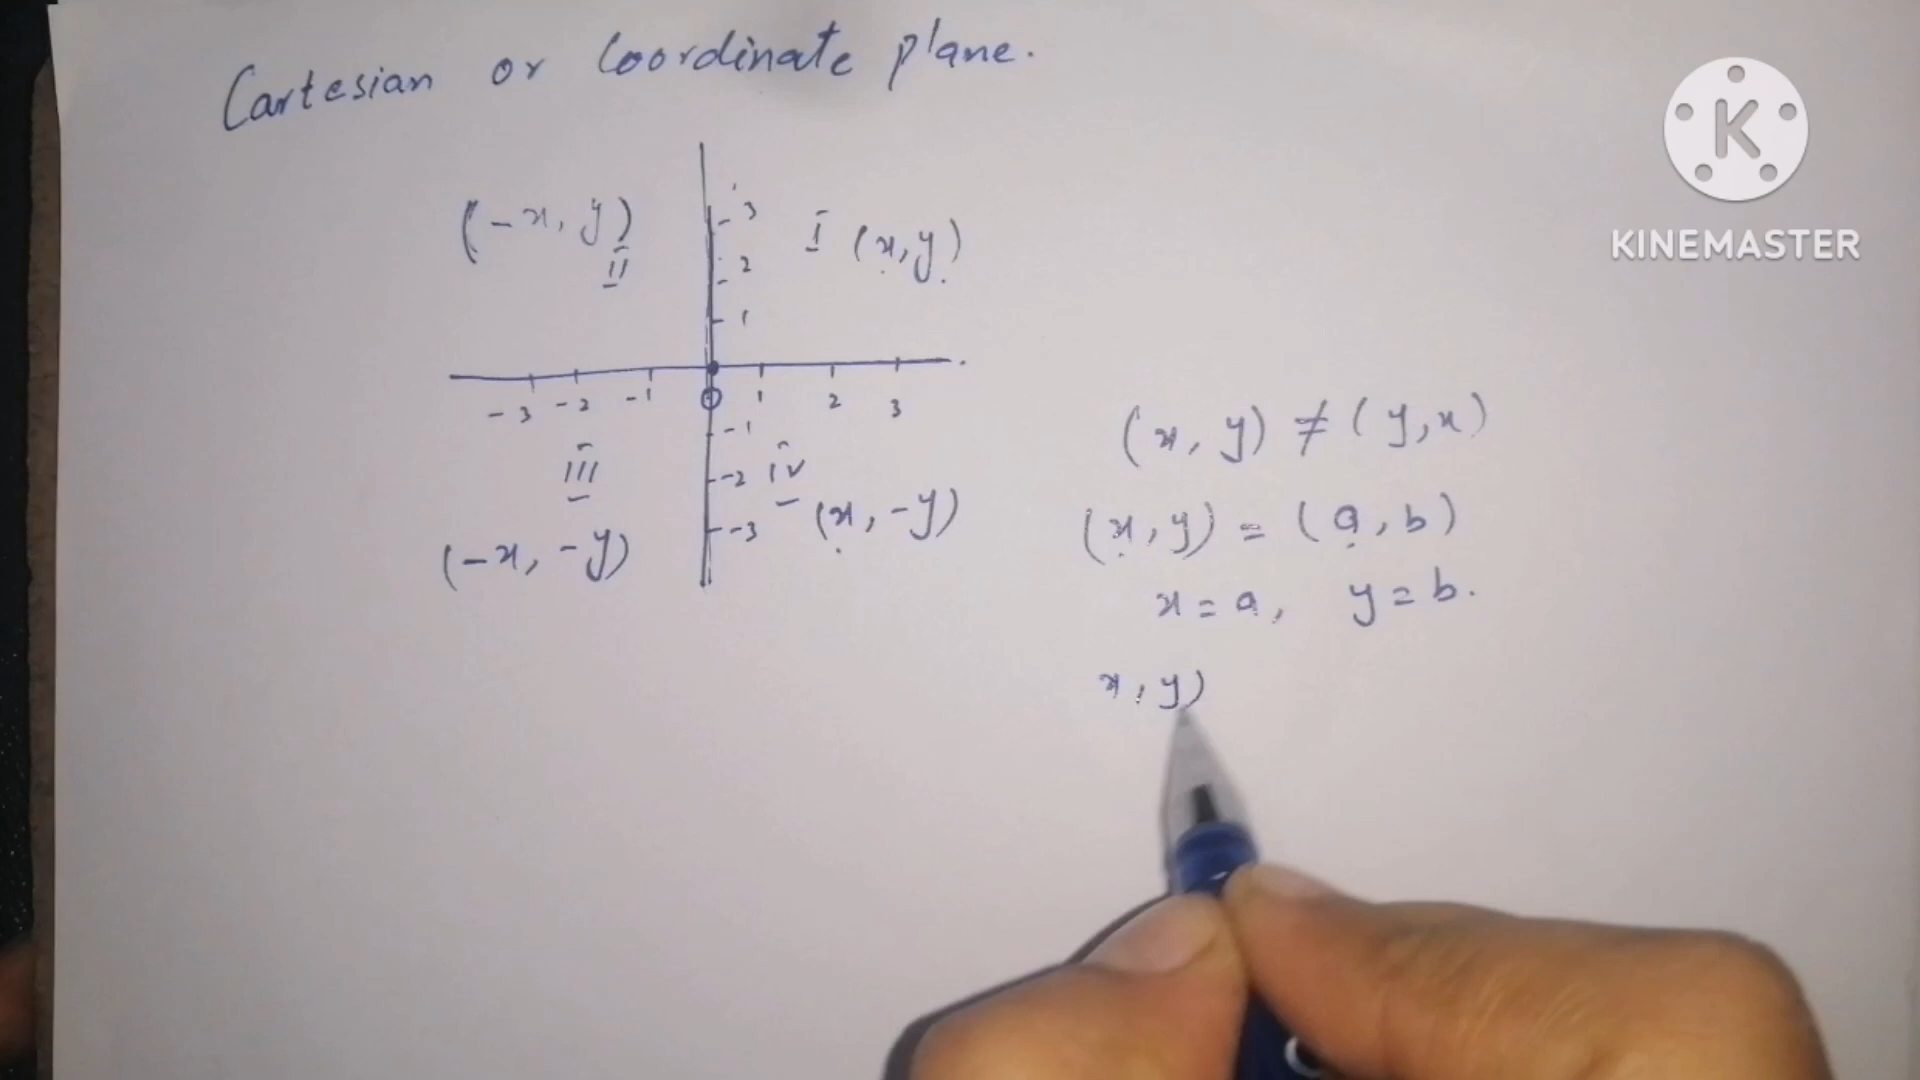 Cartesian or Coordinate plane.
(-x, y)
II
I (x, y)
3
2
1
-3 -2 -1 0 1 2 3
-1
-2
-3
III
IV
(-x, -y)
(x, -y)
(x, y) ≠ (y, x)
(x, y) = (a, b)
x = a, y = b.
x, y)
K
KINEMASTER